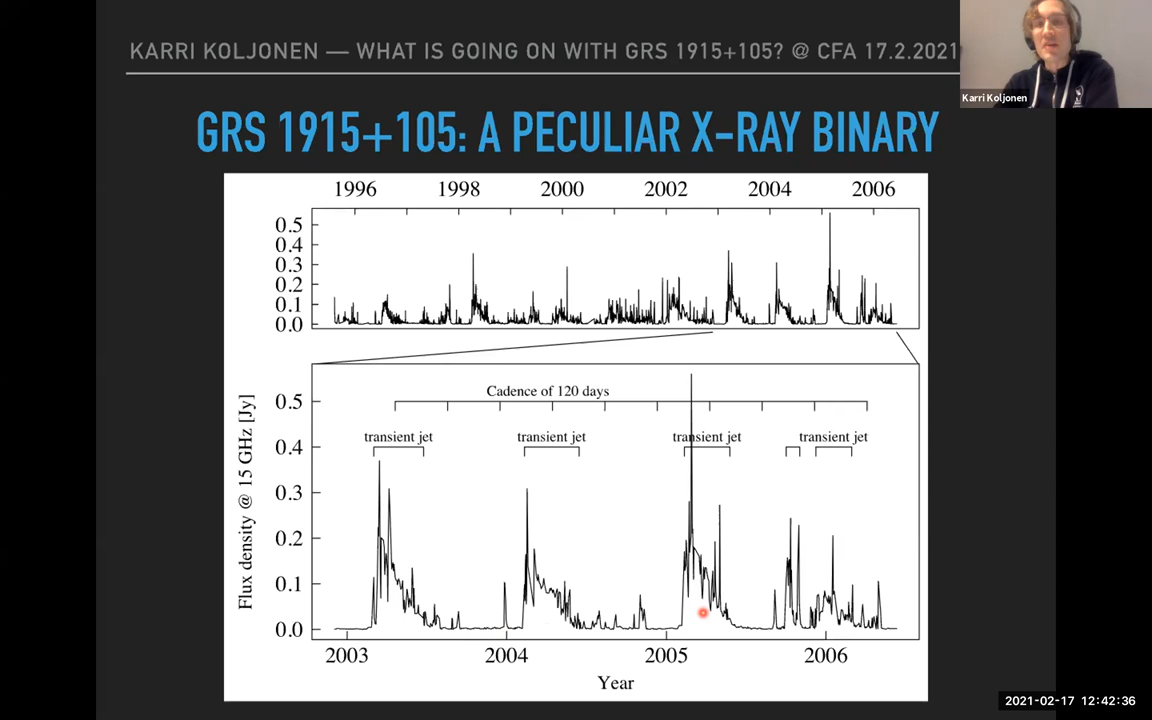 KARRI KOLJONEN — WHAT IS GOING ON WITH GRS 1915+105? @ CFA 17.2.2021
Karri Koljonen
GRS 1915+105: A PECULIAR X-RAY BINARY
1996 1998 2000 2002 2004 2006
0.5
0.4
0.3
0.2
0.1
0.0
Cadence of 120 days
transient jet transient jet transient jet transient jet
0.5
0.4
0.3
0.2
0.1
0.0
Flux density @ 15 GHz [Jy]
2003 2004 2005 2006
Year
2021-02-17 12:42:36